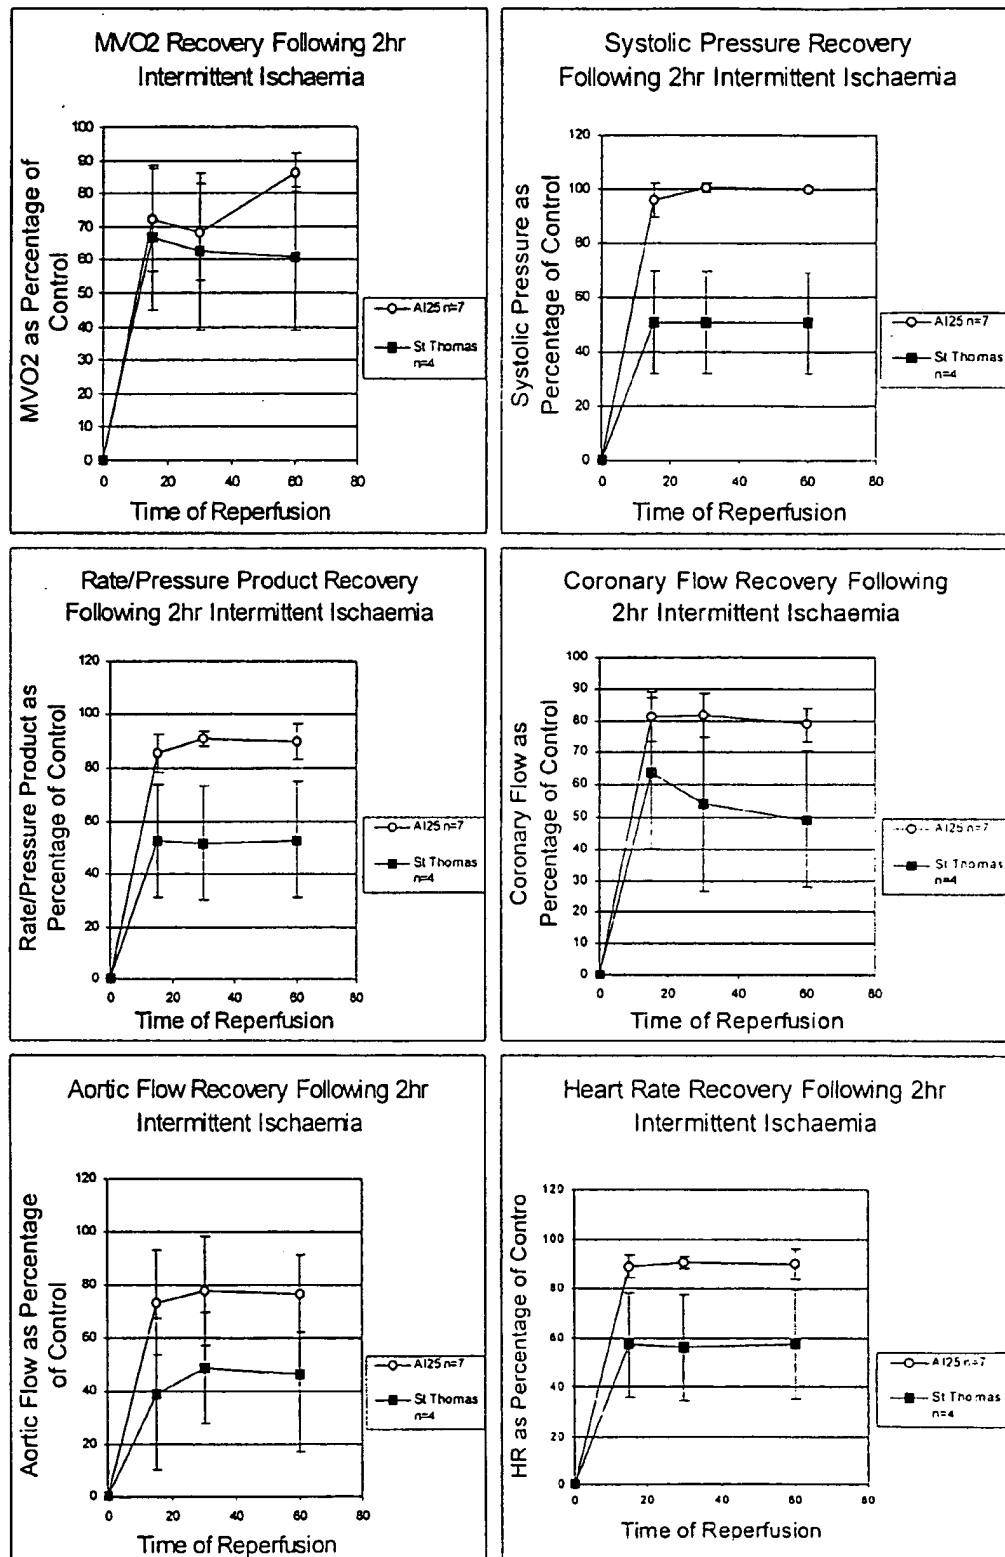 MVO2 Recovery Following 2hr
Intermittent Ischaemia
MVO2 as Percentage of
Control
100
90
80
70
60
50
40
30
20
10
0
0 20 40 60 80
Time of Reperfusion
A125 n=7
St Thomas
n=4
Systolic Pressure Recovery
Following 2hr Intermittent Ischaemia
Systolic Pressure as
Percentage of Control
120
100
80
60
40
20
0
0 20 40 60 80
Time of Reperfusion
A125 n=7
St Thomas
n=4
Rate/Pressure Product Recovery
Following 2hr Intermittent Ischaemia
Rate/Pressure Product as
Percentage of Control
120
100
80
60
40
20
0
0 20 40 60 80
Time of Reperfusion
A125 n=7
St Thomas
n=4
Coronary Flow Recovery Following
2hr Intermittent Ischaemia
Coronary Flow as
Percentage of Control
100
90
80
70
60
50
40
30
20
10
0
0 20 40 60 80
Time of Reperfusion
A125 n=7
St Thomas
n=4
Aortic Flow Recovery Following 2hr
Intermittent Ischaemia
Aortic Flow as Percentage
of Control
120
100
80
60
40
20
0
0 20 40 60 80
Time of Reperfusion
A125 n=7
St Thomas
n=4
Heart Rate Recovery Following 2hr
Intermittent Ischaemia
HR as Percentage of Contro
120
100
80
60
40
20
0
0 20 40 60 80
Time of Reperfusion
A125 n=7
St Thomas
n=4